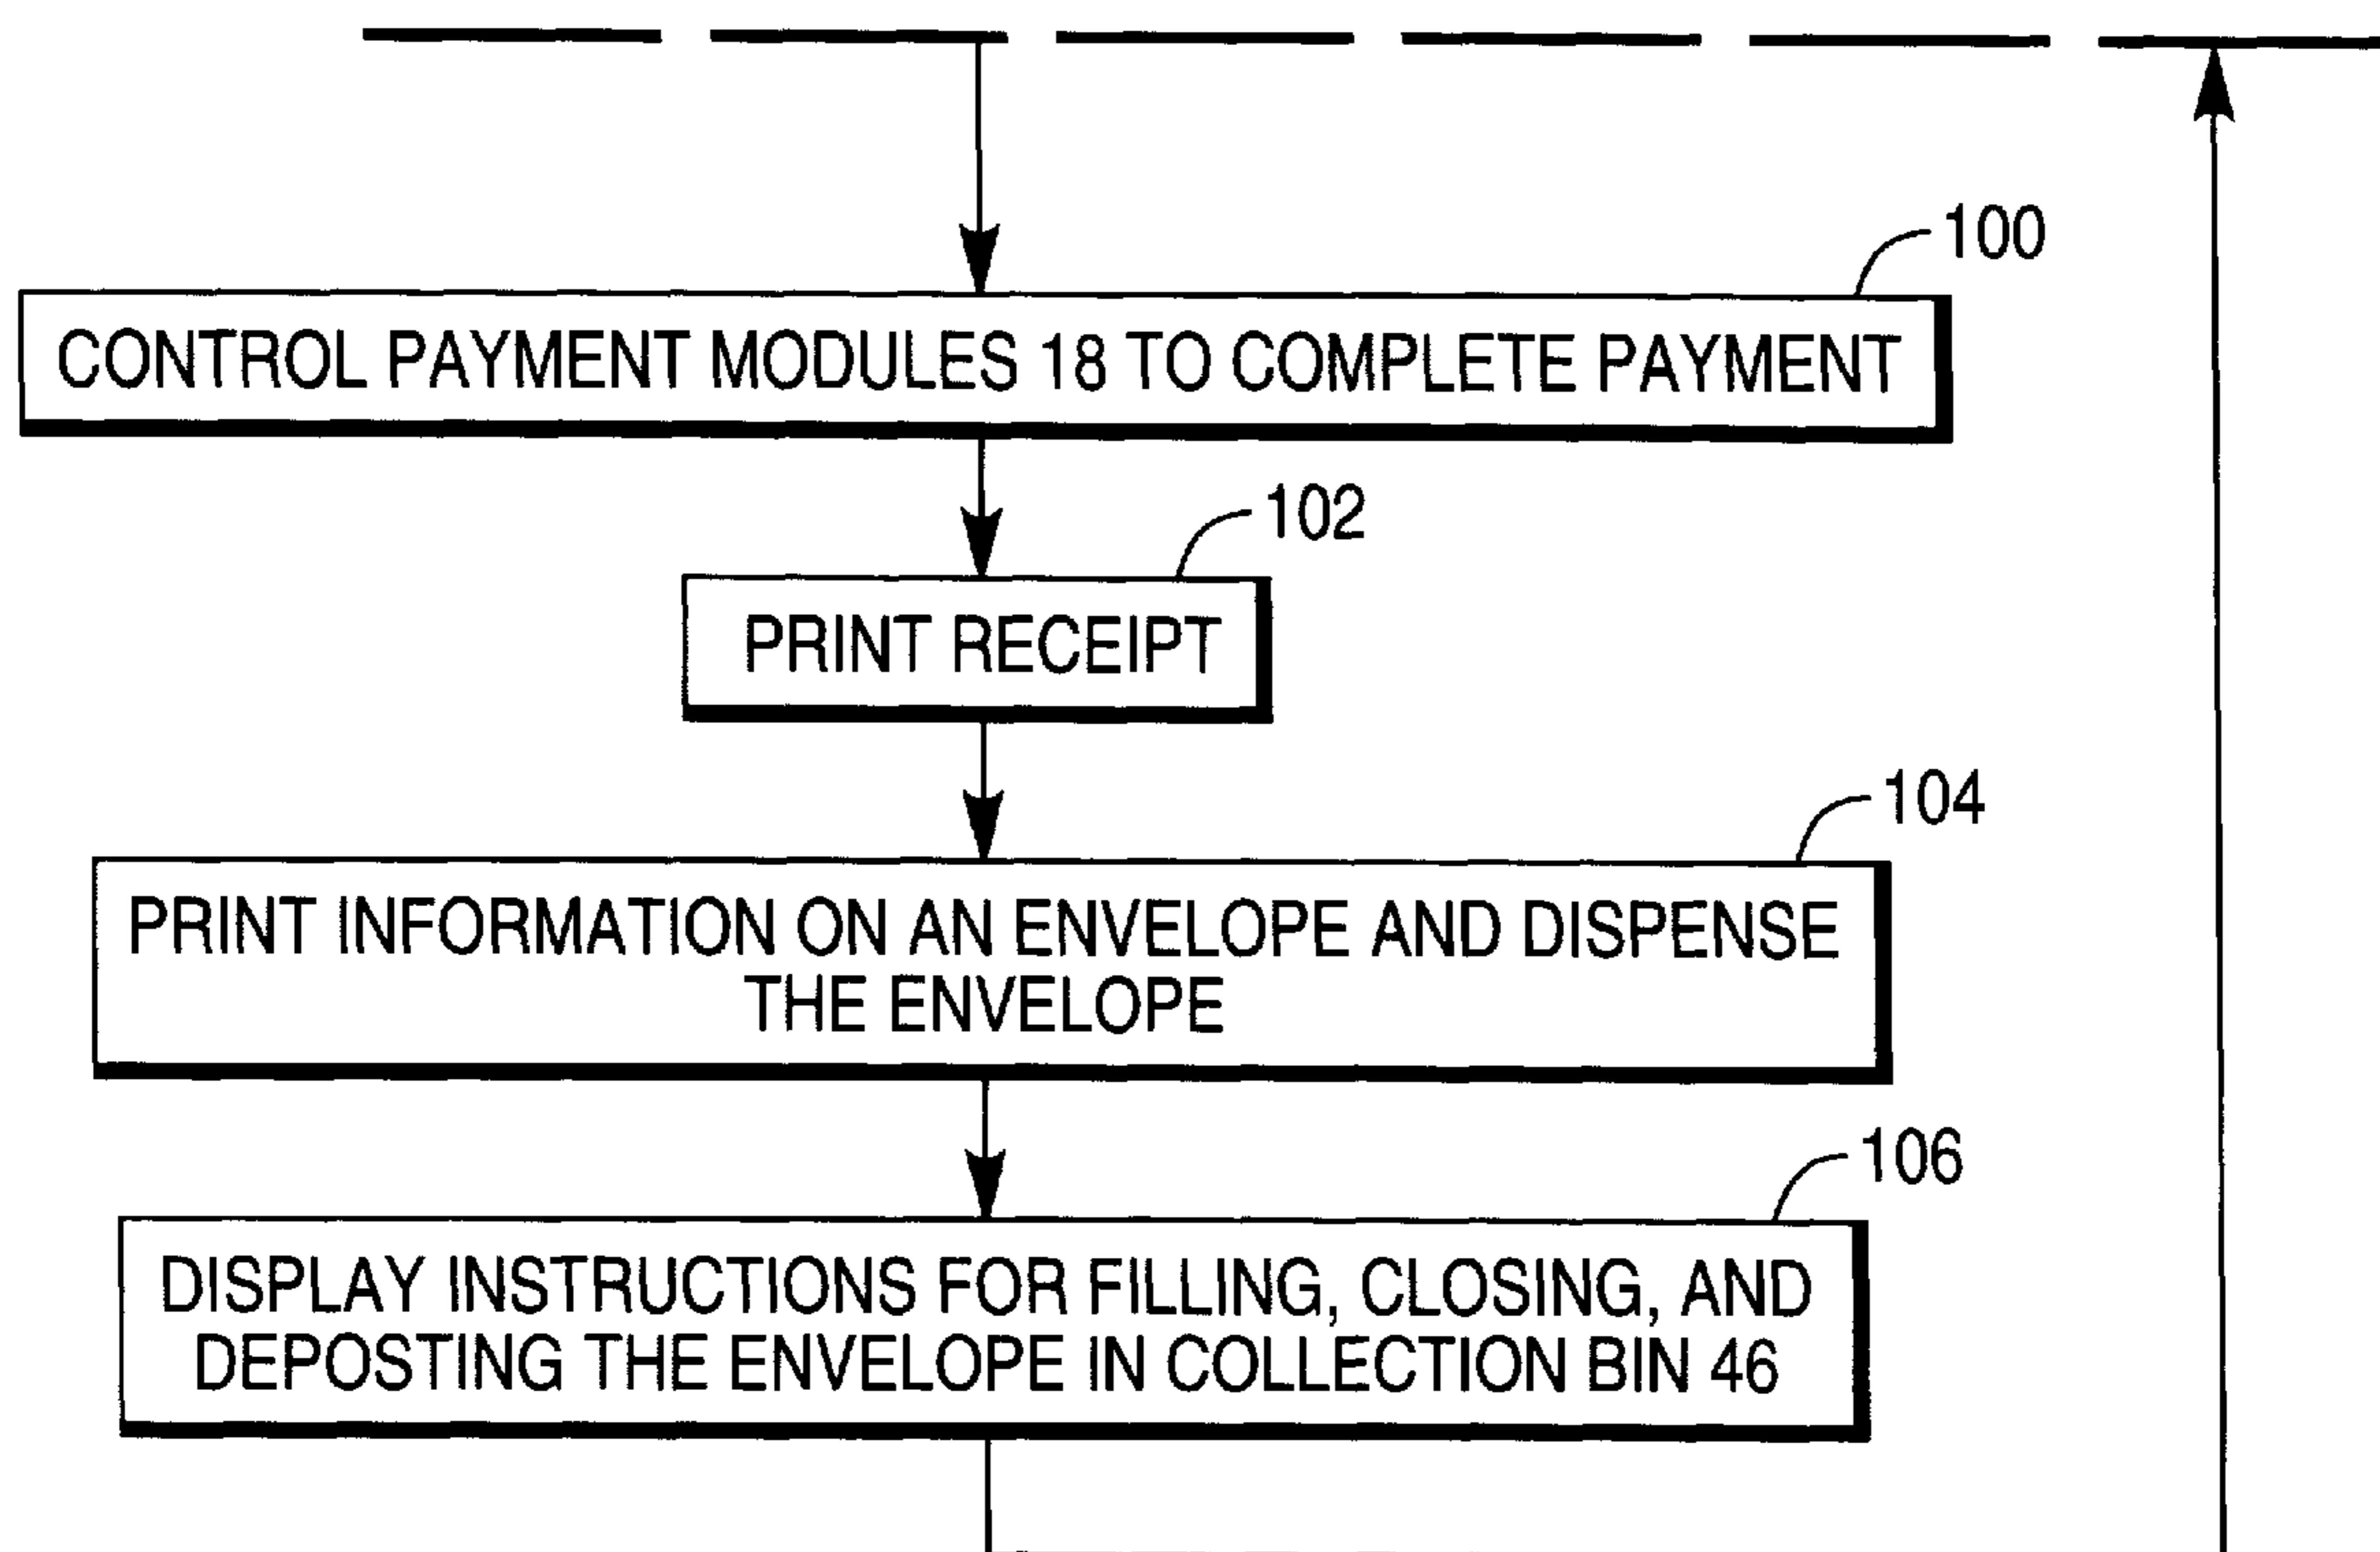 100
CONTROL PAYMENT MODULES 18 TO COMPLETE PAYMENT
102
PRINT RECEIPT
104
PRINT INFORMATION ON AN ENVELOPE AND DISPENSE
THE ENVELOPE
106
DISPLAY INSTRUCTIONS FOR FILLING, CLOSING, AND
DEPOSTING THE ENVELOPE IN COLLECTION BIN 46